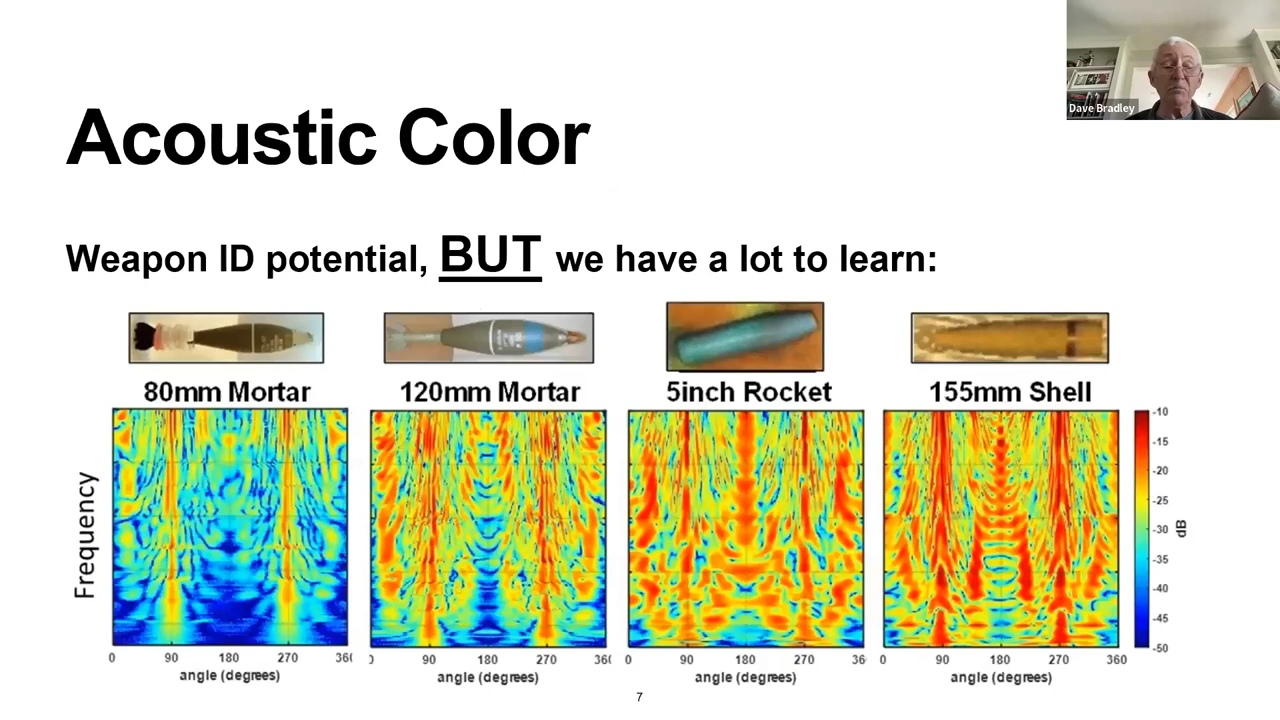 Dave Bradley
Acoustic Color
Weapon ID potential, BUT we have a lot to learn:
80mm Mortar
120mm Mortar
5inch Rocket
155mm Shell
Frequency
-10
-15
-20
-25
-30
-35
-40
-45
-50
dB
0 90 180 270 36
90 180 270 36
0 90 180 270 36
0 90 180 270 360
angle (degrees)
angle (degrees)
angle (degrees)
angle (degrees)
7